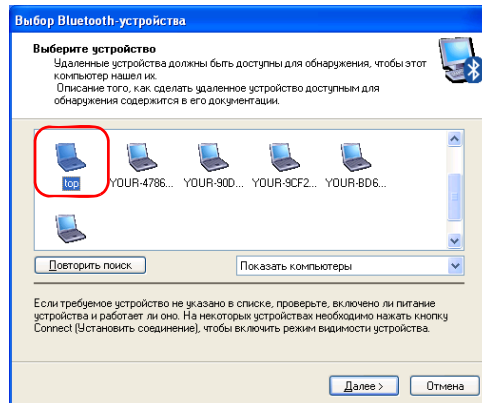 Выбор Bluetooth-устройства
Выберите устройство
Удаленные устройства должны быть доступны для обнаружения, чтобы этот
компьютер нашел их.
Описание того, как сделать удаленное устройство доступным для
обнаружения содержится в его документации.
top YOUR-4786... YOUR-90D... YOUR-9CF2... YOUR-BD6...
Повторить поиск Показать компьютеры
Если требуемое устройство не указано в списке, проверьте, включено ли питание
устройства и работает ли оно. На некоторых устройствах необходимо нажать кнопку
Connect (Установить соединение), чтобы включить режим видимости устройства.
Далее > Отмена